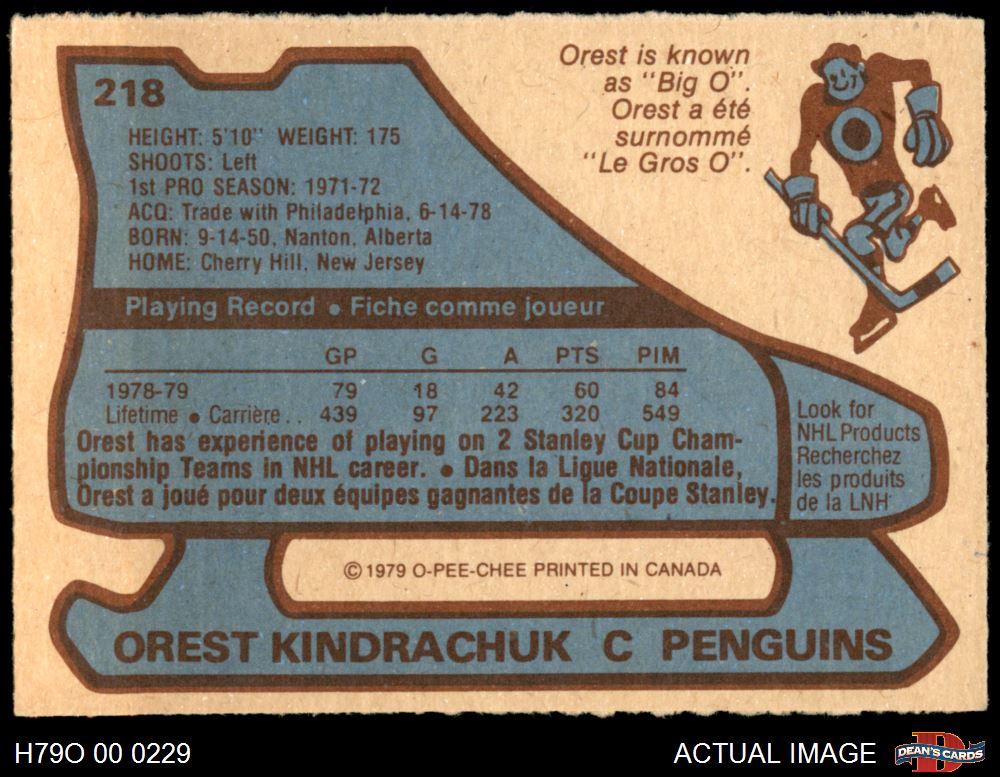 218
Orest is known
as "Big O".
Orest a été
surnommé
"Le Gros O".
HEIGHT: 5'10" WEIGHT: 175
SHOOTS: Left
1st PRO SEASON: 1971-72
ACQ: Trade with Philadelphia, 6-14-78
BORN: 9-14-50, Nanton, Alberta
HOME: Cherry Hill, New Jersey
Playing Record • Fiche comme joueur
GP G A PTS PIM
1978-79 79 18 42 60 84
Lifetime • Carrière . . 439 97 223 320 549
Orest has experience of playing on 2 Stanley Cup Cham-
pionship Teams in NHL career. • Dans la Ligue Nationale,
Orest a joué pour deux équipes gagnantes de la Coupe Stanley.
Look for
NHL Products
Recherchez
les produits
de la LNH
© 1979 O-PEE-CHEE PRINTED IN CANADA
OREST KINDRACHUK C PENGUINS
H79O 00 0229
ACTUAL IMAGE
DEAN'S CARDS